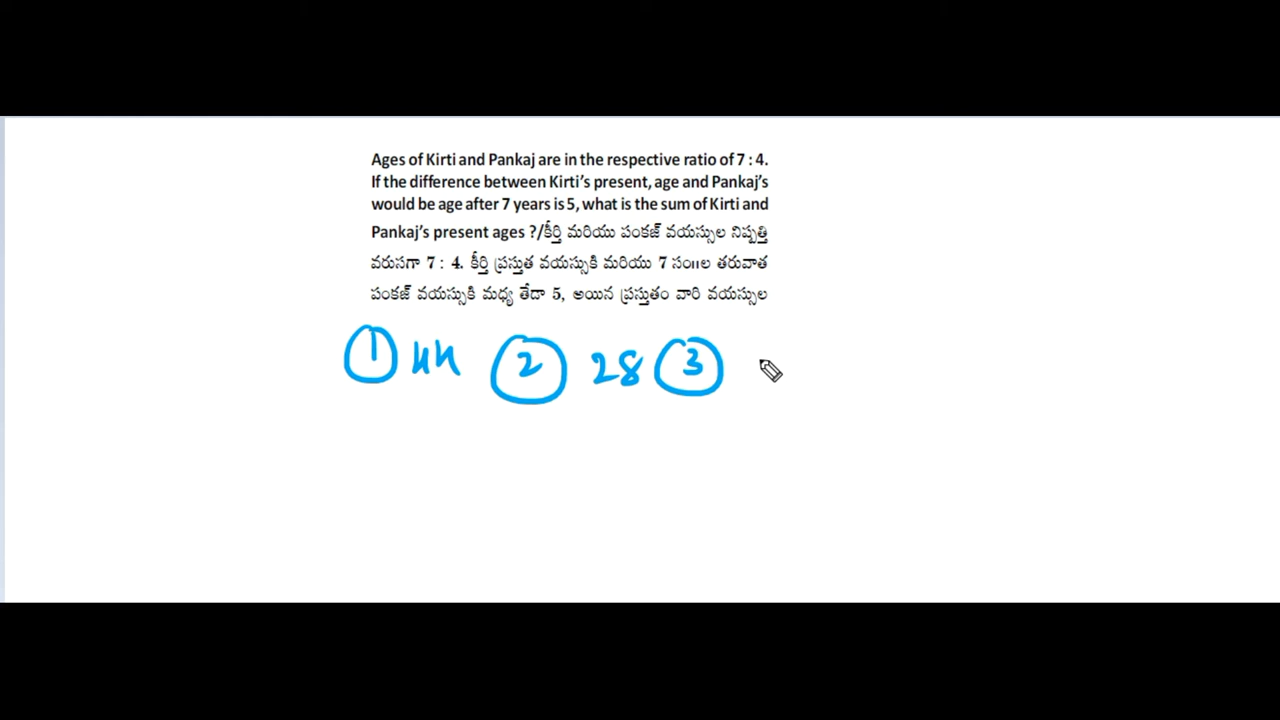 Ages of Kirti and Pankaj are in the respective ratio of 7 : 4.
If the difference between Kirti's present, age and Pankaj's
would be age after 7 years is 5, what is the sum of Kirti and
Pankaj's present ages ?/కీర్తి మరియు పంకజ్ వయస్సుల నిష్పత్తి
వరుసగా 7 : 4. కీర్తి ప్రస్తుత వయస్సుకి మరియు 7 సంııల తరువాత
పంకజ్ వయస్సుకి మధ్య తేడా 5, అయిన ప్రస్తుతం వారి వయస్సుల
1 44 2 28 3